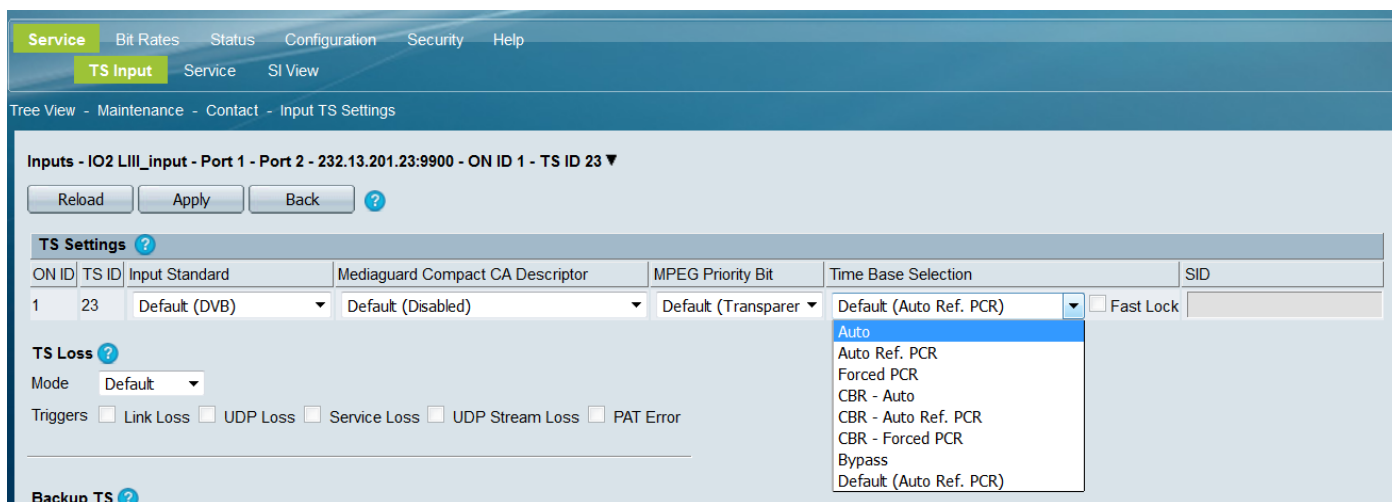 Service Bit Rates Status Configuration Security Help
TS Input Service SI View
Tree View - Maintenance - Contact - Input TS Settings
Inputs - IO2 LIII_input - Port 1 - Port 2 - 232.13.201.23:9900 - ON ID 1 - TS ID 23 ▼
Reload Apply Back ?
TS Settings ?
ON ID TS ID Input Standard Mediaguard Compact CA Descriptor MPEG Priority Bit Time Base Selection SID
1 23 Default (DVB) Default (Disabled) Default (Transparer Default (Auto Ref. PCR) Fast Lock
Auto
Auto Ref. PCR
Forced PCR
CBR - Auto
CBR - Auto Ref. PCR
CBR - Forced PCR
Bypass
Default (Auto Ref. PCR)
TS Loss ?
Mode Default
Triggers Link Loss UDP Loss Service Loss UDP Stream Loss PAT Error
Backup TS ?